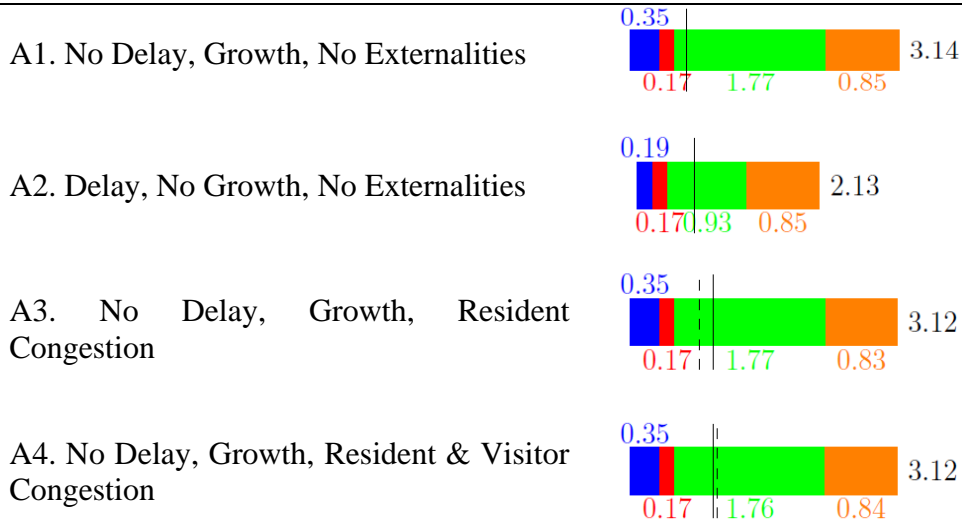 0.35
A1. No Delay, Growth, No Externalities
3.14
0.17 1.77 0.85
0.19
A2. Delay, No Growth, No Externalities
2.13
0.17 0.93 0.85
0.35
A3. No Delay, Growth, Resident
Congestion
3.12
0.17 1.77 0.83
0.35
A4. No Delay, Growth, Resident & Visitor
Congestion
3.12
0.17 1.76 0.84